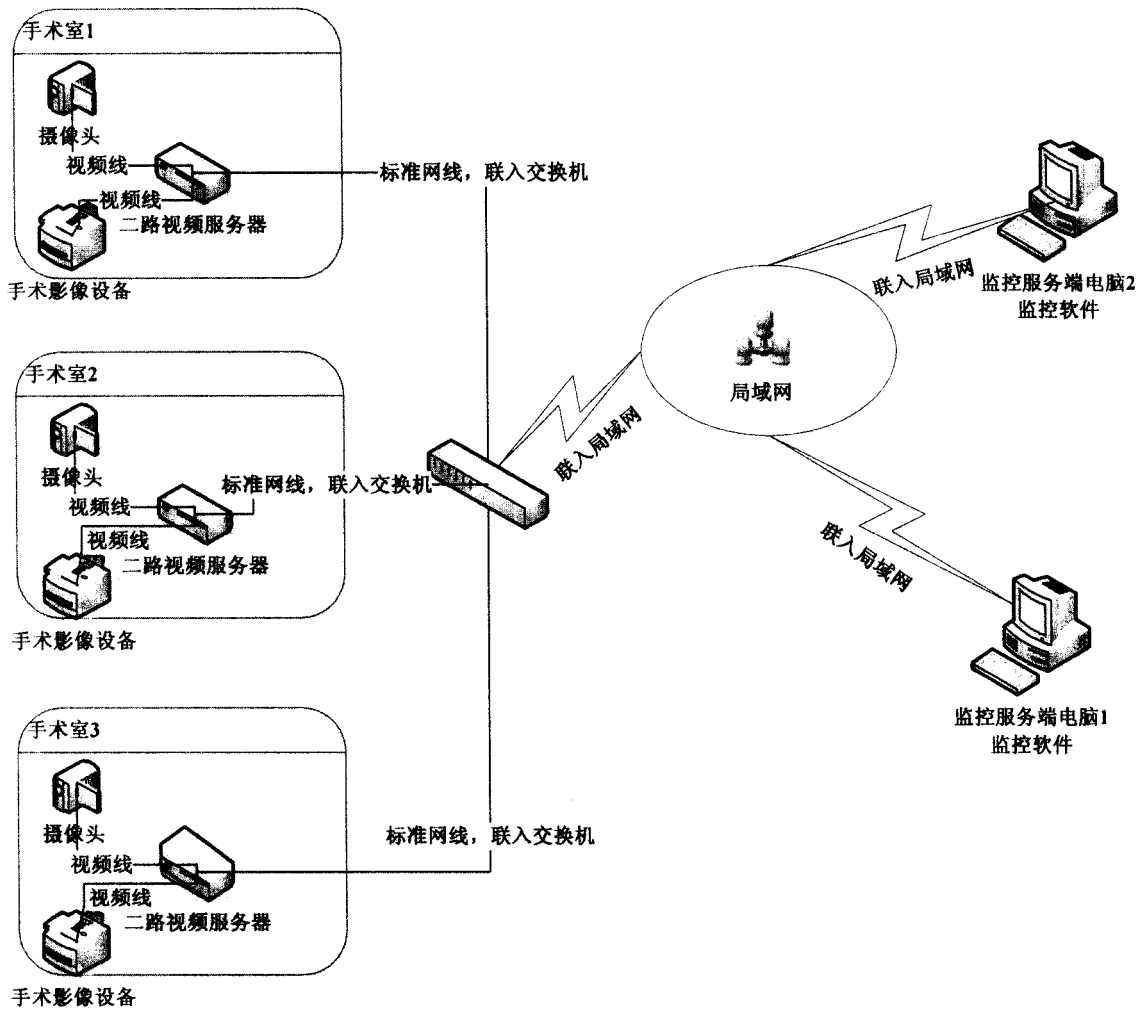 手术室1
摄像头
视频线
视频线
二路视频服务器
手术影像设备
标准网线，联入交换机
手术室2
摄像头
标准网线，联入交换机
视频线
视频线
二路视频服务器
手术影像设备
手术室3
摄像头
标准网线，联入交换机
视频线
视频线
二路视频服务器
手术影像设备
联入局域网
局域网
联入局域网
监控服务端电脑2
监控软件
联入局域网
监控服务端电脑1
监控软件